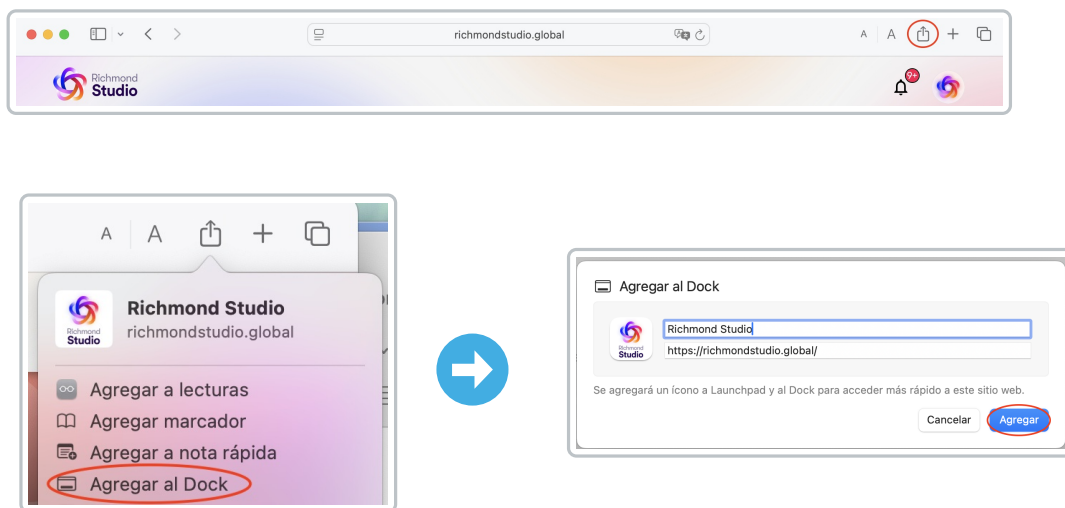 richmondstudio.global
A A
Richmond
Studio
9+
A A
Richmond Studio
richmondstudio.global
Richmond
Studio
Agregar a lecturas
Agregar marcador
Agregar a nota rápida
Agregar al Dock
Agregar al Dock
Richmond Studio
https://richmondstudio.global/
Richmond
Studio
Se agregará un ícono a Launchpad y al Dock para acceder más rápido a este sitio web.
Cancelar Agregar